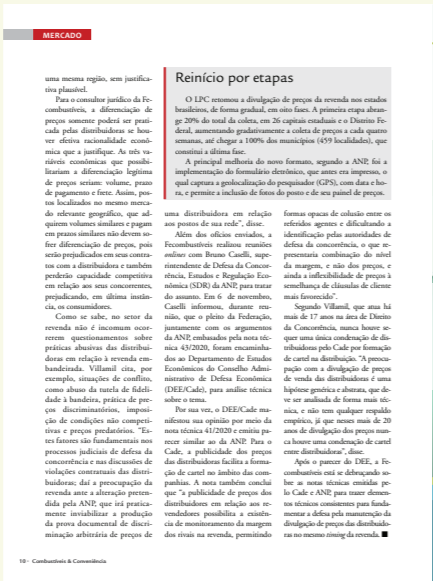 MERCADO
uma mesma região, sem justifica-
tiva plausível.
Para o consultor jurídico da Fe-
combustíveis, a diferenciação de
preços somente poderá ser prati-
cada pelas distribuidoras se hou-
ver efetiva racionalidade econô-
mica que a justifique. As três va-
riáveis econômicas que possibi-
litariam a diferenciação legítima
de preços seriam: volume, prazo
de pagamento e frete. Assim, pos-
tos localizados no mesmo merca-
do relevante geográfico, que ad-
quirem volumes similares e pagam
em prazos similares não devem so-
frer diferenciação de preços, pois
serão prejudicados em seus contra-
tos com a distribuidora e também
perderão capacidade competitiva
em relação aos seus concorrentes,
prejudicando, em última instân-
cia, os consumidores.
Como se sabe, no setor da
revenda não é incomum ocor-
rerem questionamentos sobre
práticas abusivas das distribui-
doras em relação à revenda em-
bandeirada. Villamil cita, por
exemplo, situações de conflito,
como abuso da tutela de fideli-
dade à bandeira, prática de pre-
ços discriminatórios, imposi-
ção de condições não competi-
tivas e preços predatórios. “Es-
tes fatores são fundamentais nos
processos judiciais de defesa da
concorrência e nas discussões de
violações contratuais das distri-
buidoras; daí a preocupação da
revenda ante a alteração preten-
dida pela ANP, que irá pratica-
mente inviabilizar a produção
da prova documental de discri-
minação arbitrária de preços de
Reinício por etapas
O LPC retomou a divulgação de preços da revenda nos estados
brasileiros, de forma gradual, em oito fases. A primeira etapa abran-
ge 20% do total da coleta, em 26 capitais estaduais e o Distrito Fe-
deral, aumentando gradativamente a coleta de preços a cada quatro
semanas, até chegar a 100% dos municípios (459 localidades), que
constitui a última fase.
A principal melhoria do novo formato, segundo a ANP, foi a
implementação do formulário eletrônico, que antes era impresso, o
qual captura a geolocalização do pesquisador (GPS), com data e ho-
ra, e permite a inclusão de fotos do posto e de seu painel de preços.
uma distribuidora em relação
aos postos de sua rede”, disse.
Além dos ofícios enviados, a
Fecombustíveis realizou reuniões
onlines com Bruno Caselli, supe-
rintendente de Defesa da Concor-
rência, Estudos e Regulação Eco-
nômica (SDR) da ANP, para tratar
do assunto. Em 6 de novembro,
Caselli informou, durante reu-
nião, que o pleito da Federação,
juntamente com os argumentos
da ANP, embasados pela nota téc-
nica 43/2020, foram encaminha-
dos ao Departamento de Estudos
Econômicos do Conselho Admi-
nistrativo de Defesa Econômica
(DEE/Cade), para análise técnica
sobre o tema.
Por sua vez, o DEE/Cade ma-
nifestou sua opinião por meio da
nota técnica 41/2020 e emitiu pa-
recer similar ao da ANP. Para o
Cade, a publicidade dos preços
das distribuidoras facilita a forma-
ção de cartel no âmbito das com-
panhias. A nota também conclui
que “a publicidade de preços dos
distribuidores em relação aos re-
vendedores possibilita a existên-
cia de monitoramento da margem
dos rivais na revenda, permitindo
formas opacas de colusão entre os
referidos agentes e dificultando a
identificação pelas autoridades de
defesa da concorrência, o que re-
presentaria combinação do nível
da margem, e não dos preços, e
ainda a inflexibilidade de preços à
semelhança de cláusulas de cliente
mais favorecido”.
Segundo Villamil, que atua há
mais de 17 anos na área de Direito
da Concorrência, nunca houve se-
quer uma única condenação de dis-
tribuidoras pelo Cade por formação
de cartel na distribuição. “A preocu-
pação com a divulgação de preços
de venda das distribuidoras é uma
hipótese genérica e abstrata, que de-
ve ser analisada de forma mais téc-
nica, e não tem qualquer respaldo
empírico, já que nesses mais de 20
anos de divulgação dos preços nun-
ca houve uma condenação de cartel
entre distribuidoras”, disse.
Após o parecer do DEE, a Fe-
combustíveis está se debruçando so-
bre as notas técnicas emitidas pe-
lo Cade e ANP, para trazer elemen-
tos técnicos consistentes para funda-
mentar a defesa pela manutenção da
divulgação de preços das distribuido-
ras no mesmo timing da revenda. ■
18 • Combustíveis & Conveniência